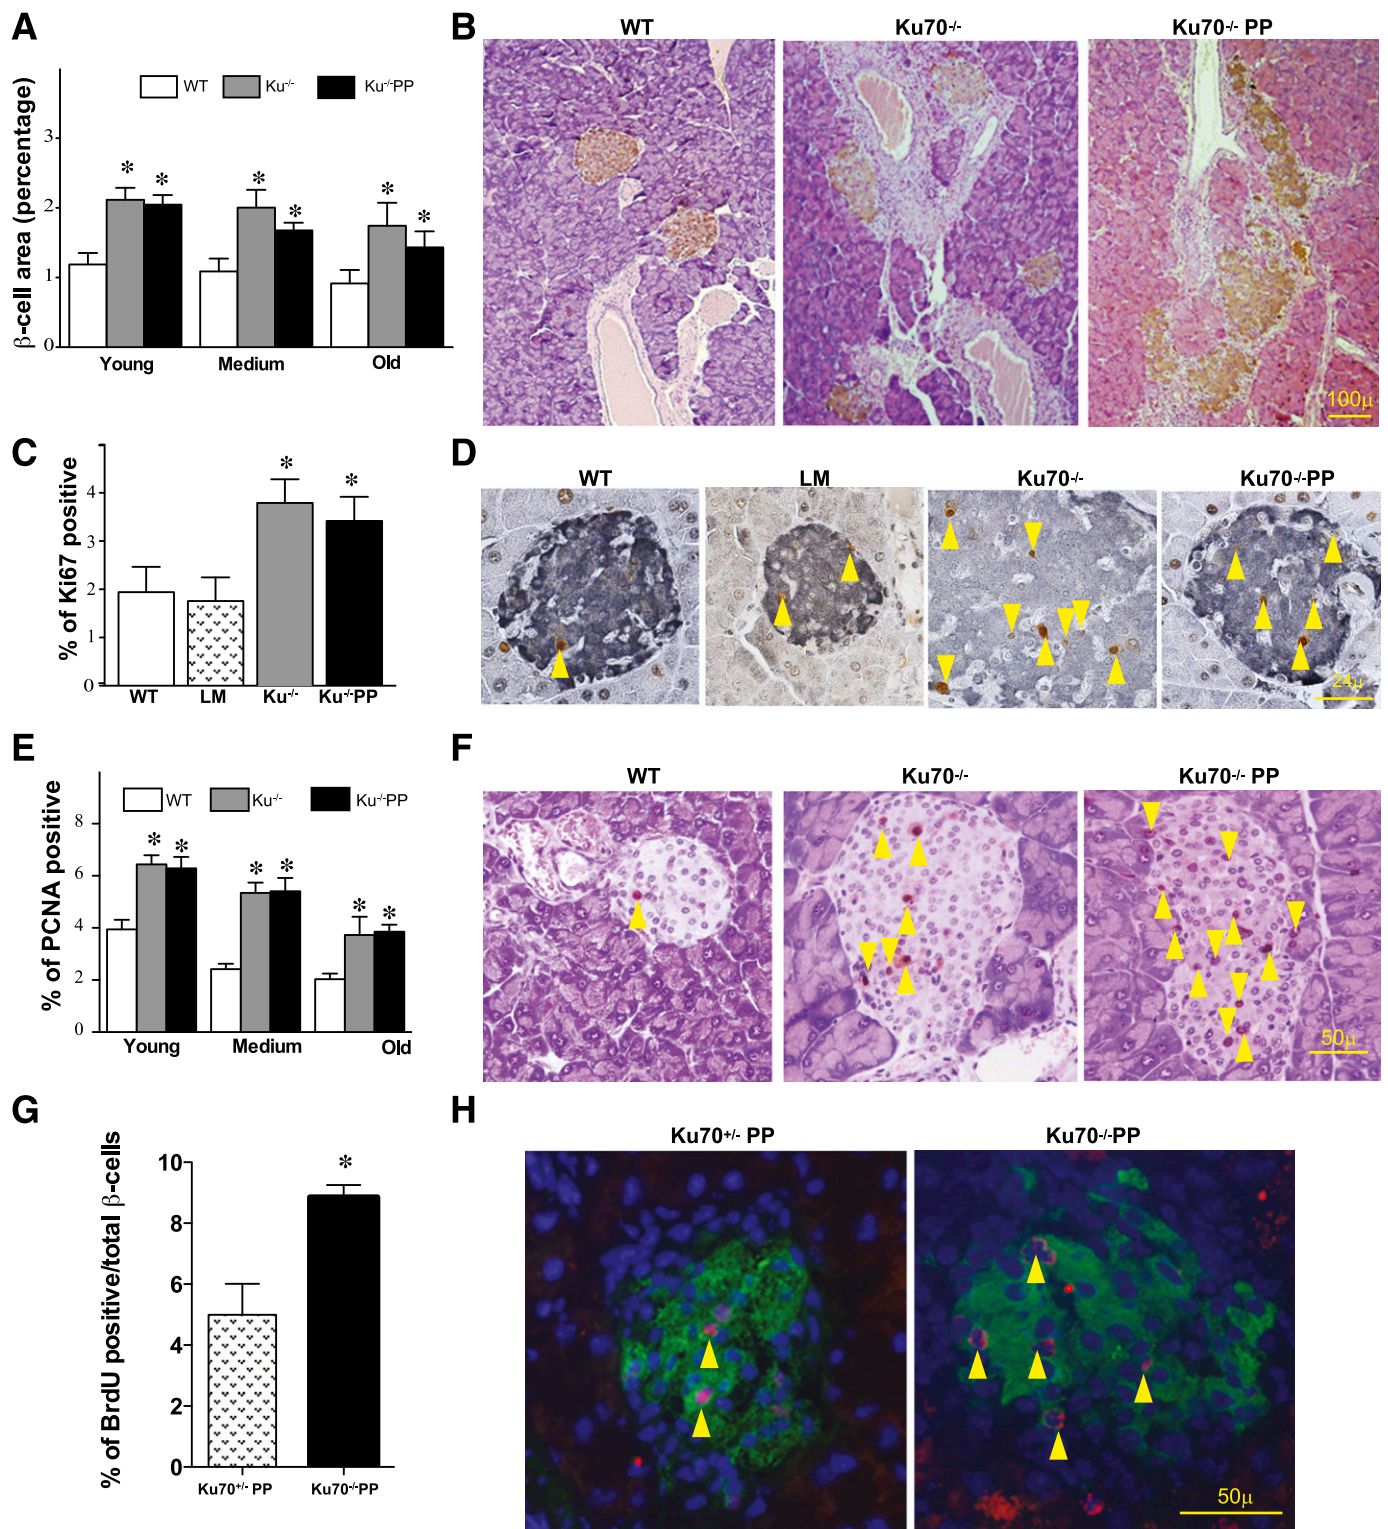 A
β-cell area (percentage)
WT
Ku-/-
Ku-/-PP
3
2
1
0
* * * * * *
Young
Medium
Old
B
WT
Ku70-/-
Ku70-/- PP
100µ
C
% of Ki67 positive
4
3
2
1
0
* *
WT
LM
Ku-/-
Ku-/-PP
D
WT
LM
Ku70-/-
Ku70-/-PP
24µ
E
% of PCNA positive
WT
Ku-/-
Ku-/-PP
8
6
4
2
0
* * * * * *
Young
Medium
Old
F
WT
Ku70-/-
Ku70-/- PP
50µ
G
% of BrdU positive/total β-cells
10
8
6
4
2
0
*
Ku70+/- PP
Ku70-/-PP
H
Ku70+/- PP
Ku70-/-PP
50µ